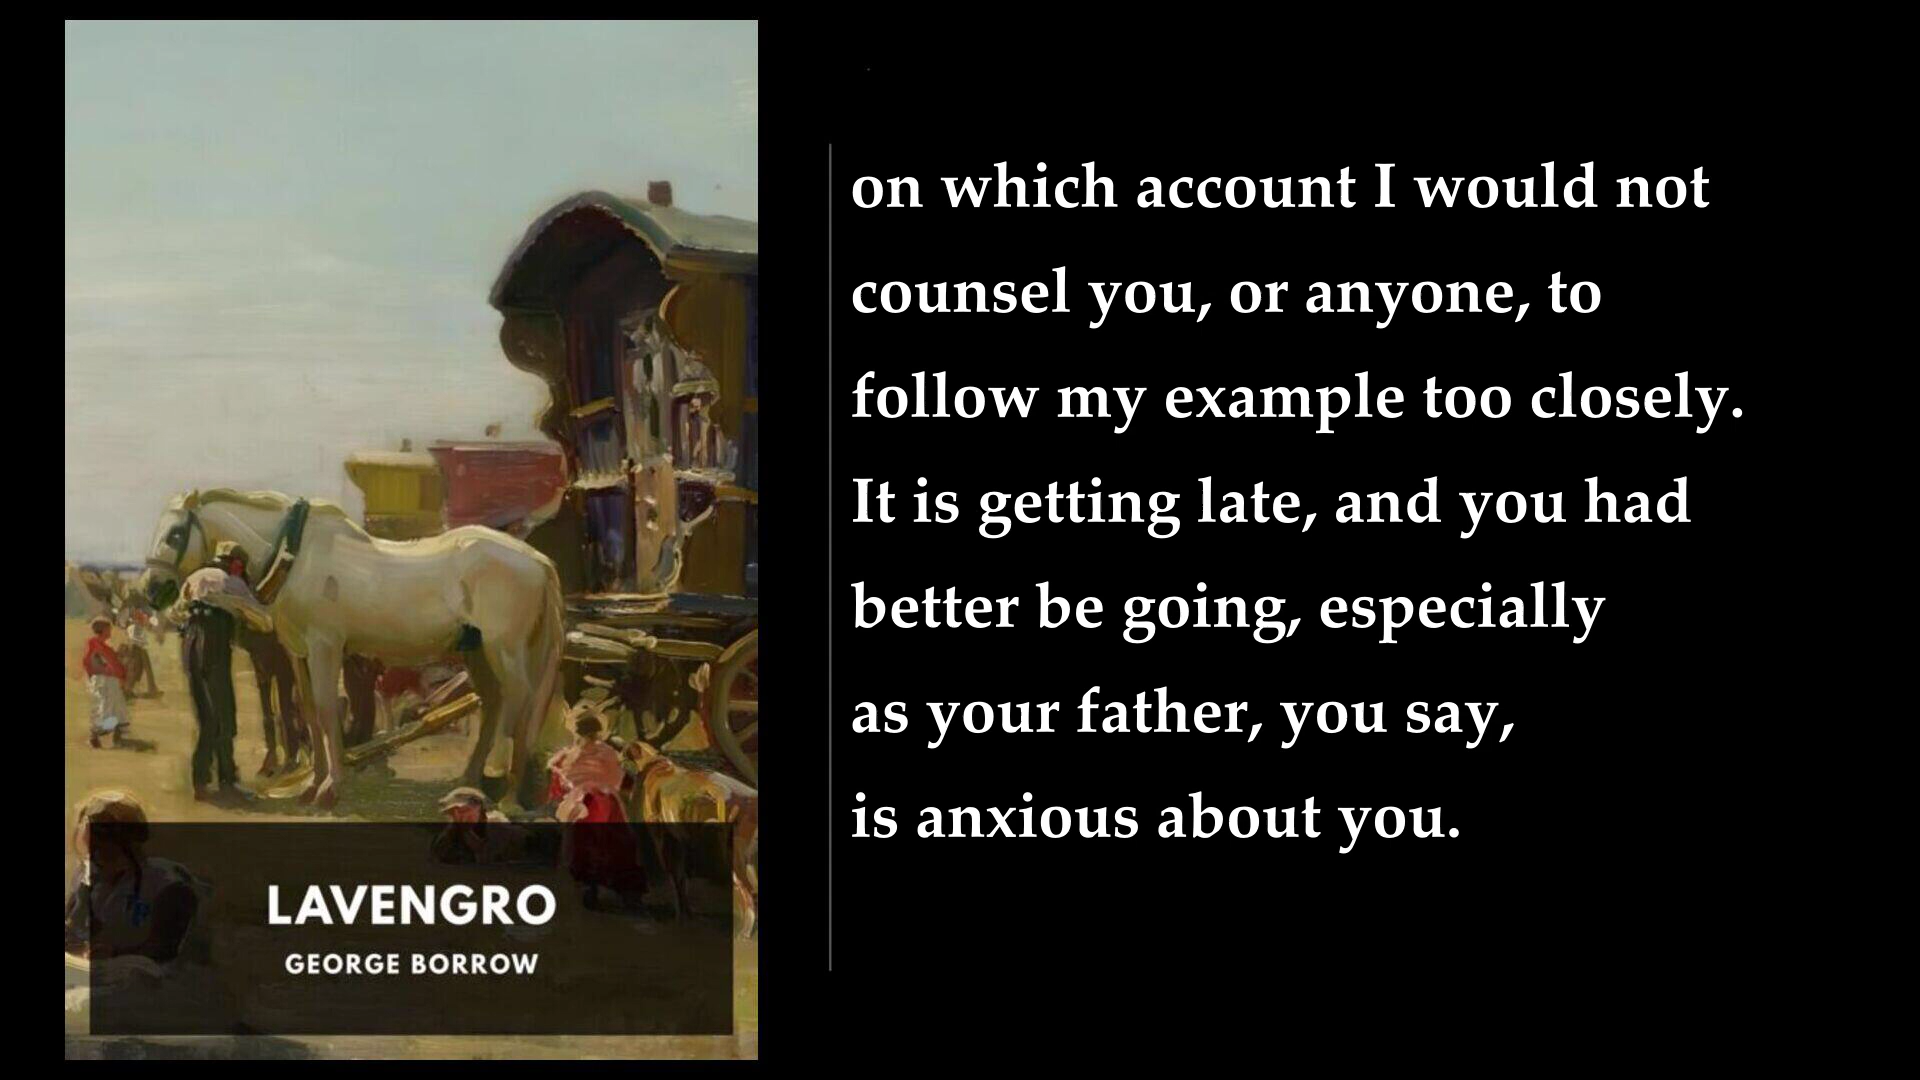 LAVENGRO
GEORGE BORROW
on which account I would not
counsel you, or anyone, to
follow my example too closely.
It is getting late, and you had
better be going, especially
as your father, you say,
is anxious about you.